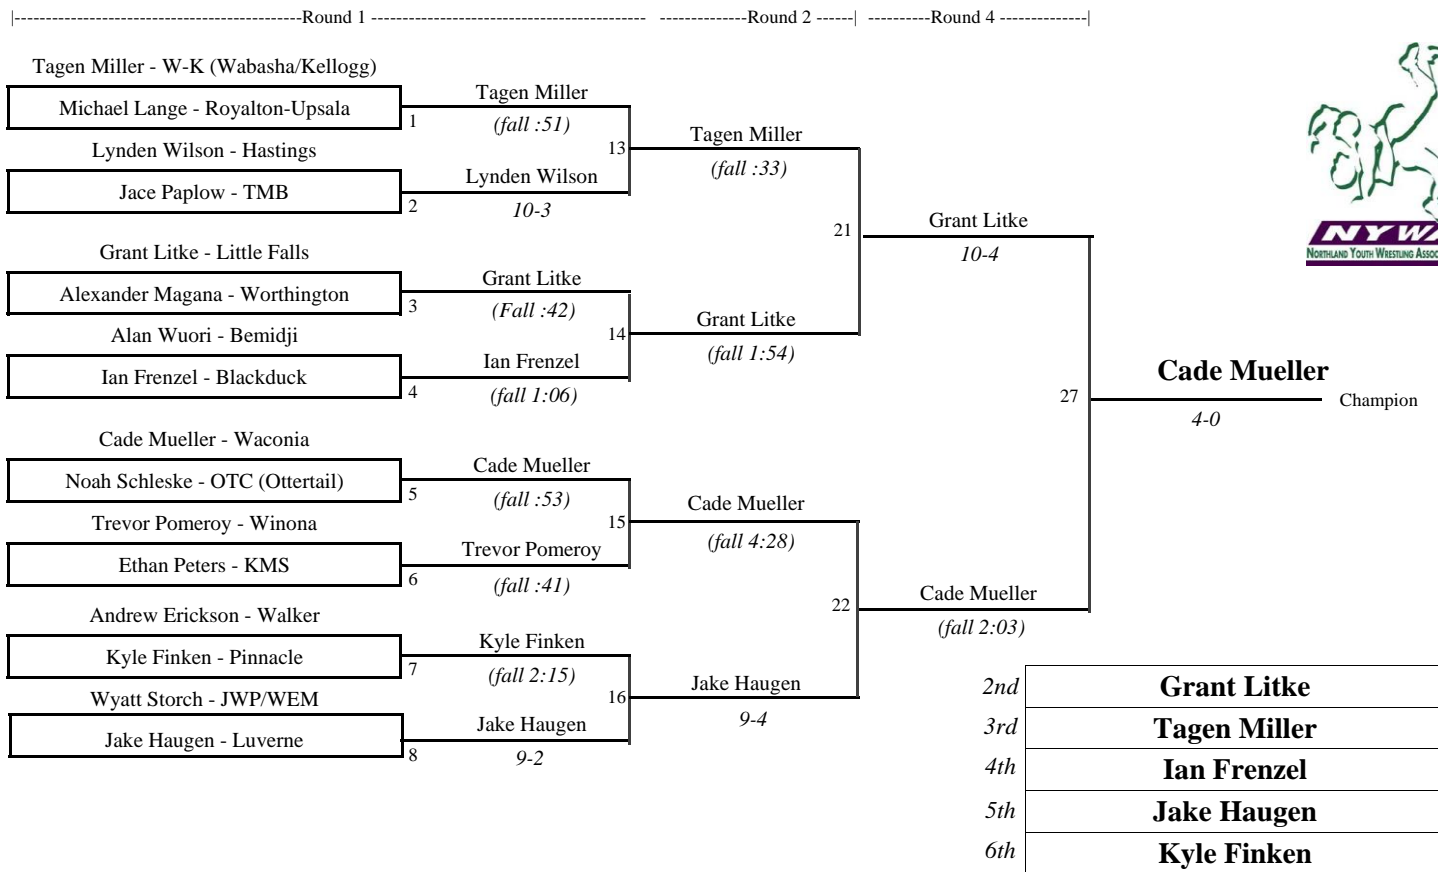 |----------------------------------------------Round 1 -------------------------------------------- --------------Round 2 ------| ----------Round 4 --------------|
Tagen Miller - W-K (Wabasha/Kellogg)
Michael Lange - Royalton-Upsala
1
Lynden Wilson - Hastings
Jace Paplow - TMB
2
Grant Litke - Little Falls
Alexander Magana - Worthington
3
Alan Wuori - Bemidji
Ian Frenzel - Blackduck
4
Cade Mueller - Waconia
Noah Schleske - OTC (Ottertail)
5
Trevor Pomeroy - Winona
Ethan Peters - KMS
6
Andrew Erickson - Walker
Kyle Finken - Pinnacle
7
Wyatt Storch - JWP/WEM
Jake Haugen - Luverne
8
Tagen Miller
(fall :51)
13
Lynden Wilson
10-3
Grant Litke
(Fall :42)
14
Ian Frenzel
(fall 1:06)
Cade Mueller
(fall :53)
15
Trevor Pomeroy
(fall :41)
Kyle Finken
(fall 2:15)
16
Jake Haugen
9-2
Tagen Miller
(fall :33)
21
Grant Litke
(fall 1:54)
Cade Mueller
(fall 4:28)
22
Jake Haugen
9-4
Grant Litke
10-4
27
Cade Mueller
(fall 2:03)
Cade Mueller
Champion
4-0
NYWA
NORTHLAND YOUTH WRESTLING
2nd Grant Litke
3rd Tagen Miller
4th Ian Frenzel
5th Jake Haugen
6th Kyle Finken